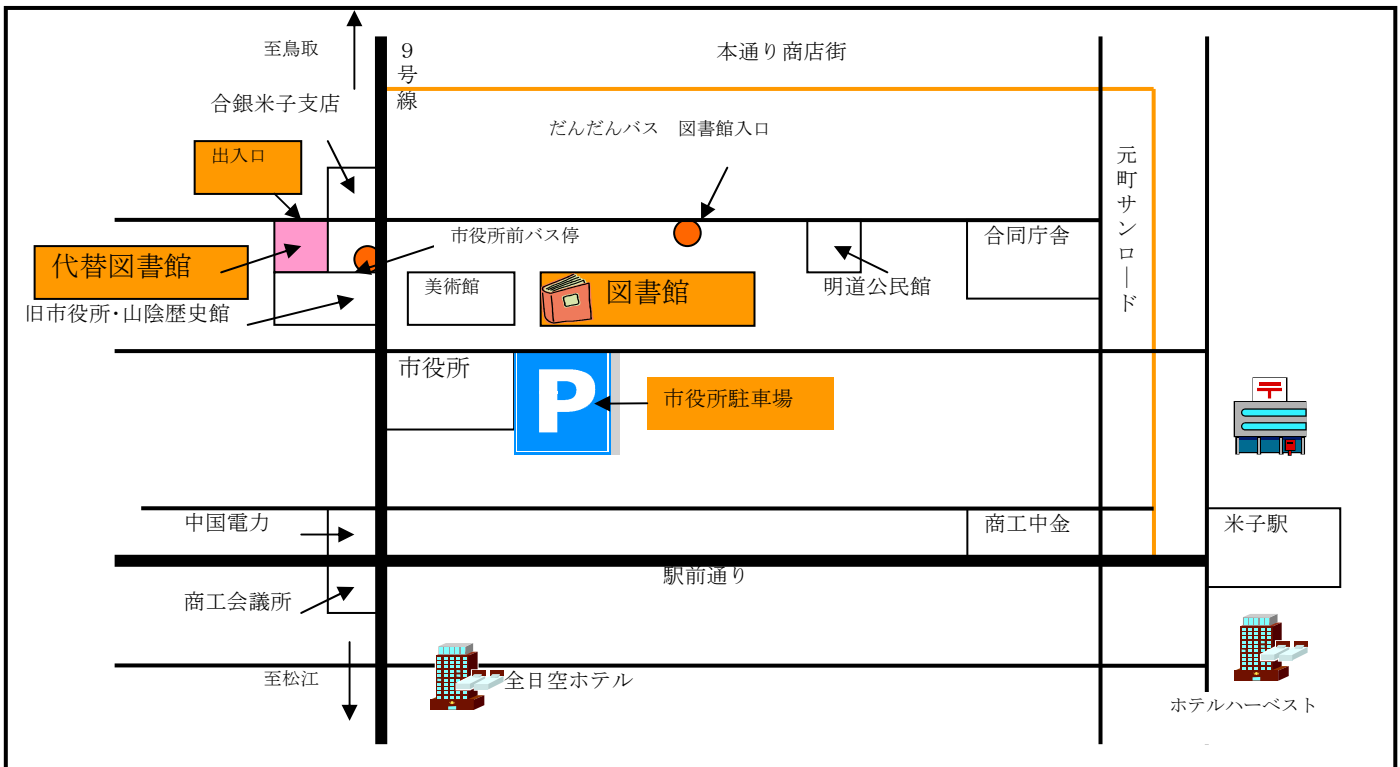 至鳥取
9号線
本通り商店街
合銀米子支店
だんだんバス　図書館入口
出入口
元町サンロード
市役所前バス停
合同庁舎
代替図書館
美術館
図書館
明道公民館
旧市役所・山陰歴史館
市役所
P
市役所駐車場
〒
中国電力
商工中金
米子駅
駅前通り
商工会議所
至松江
全日空ホテル
ホテルハーベスト